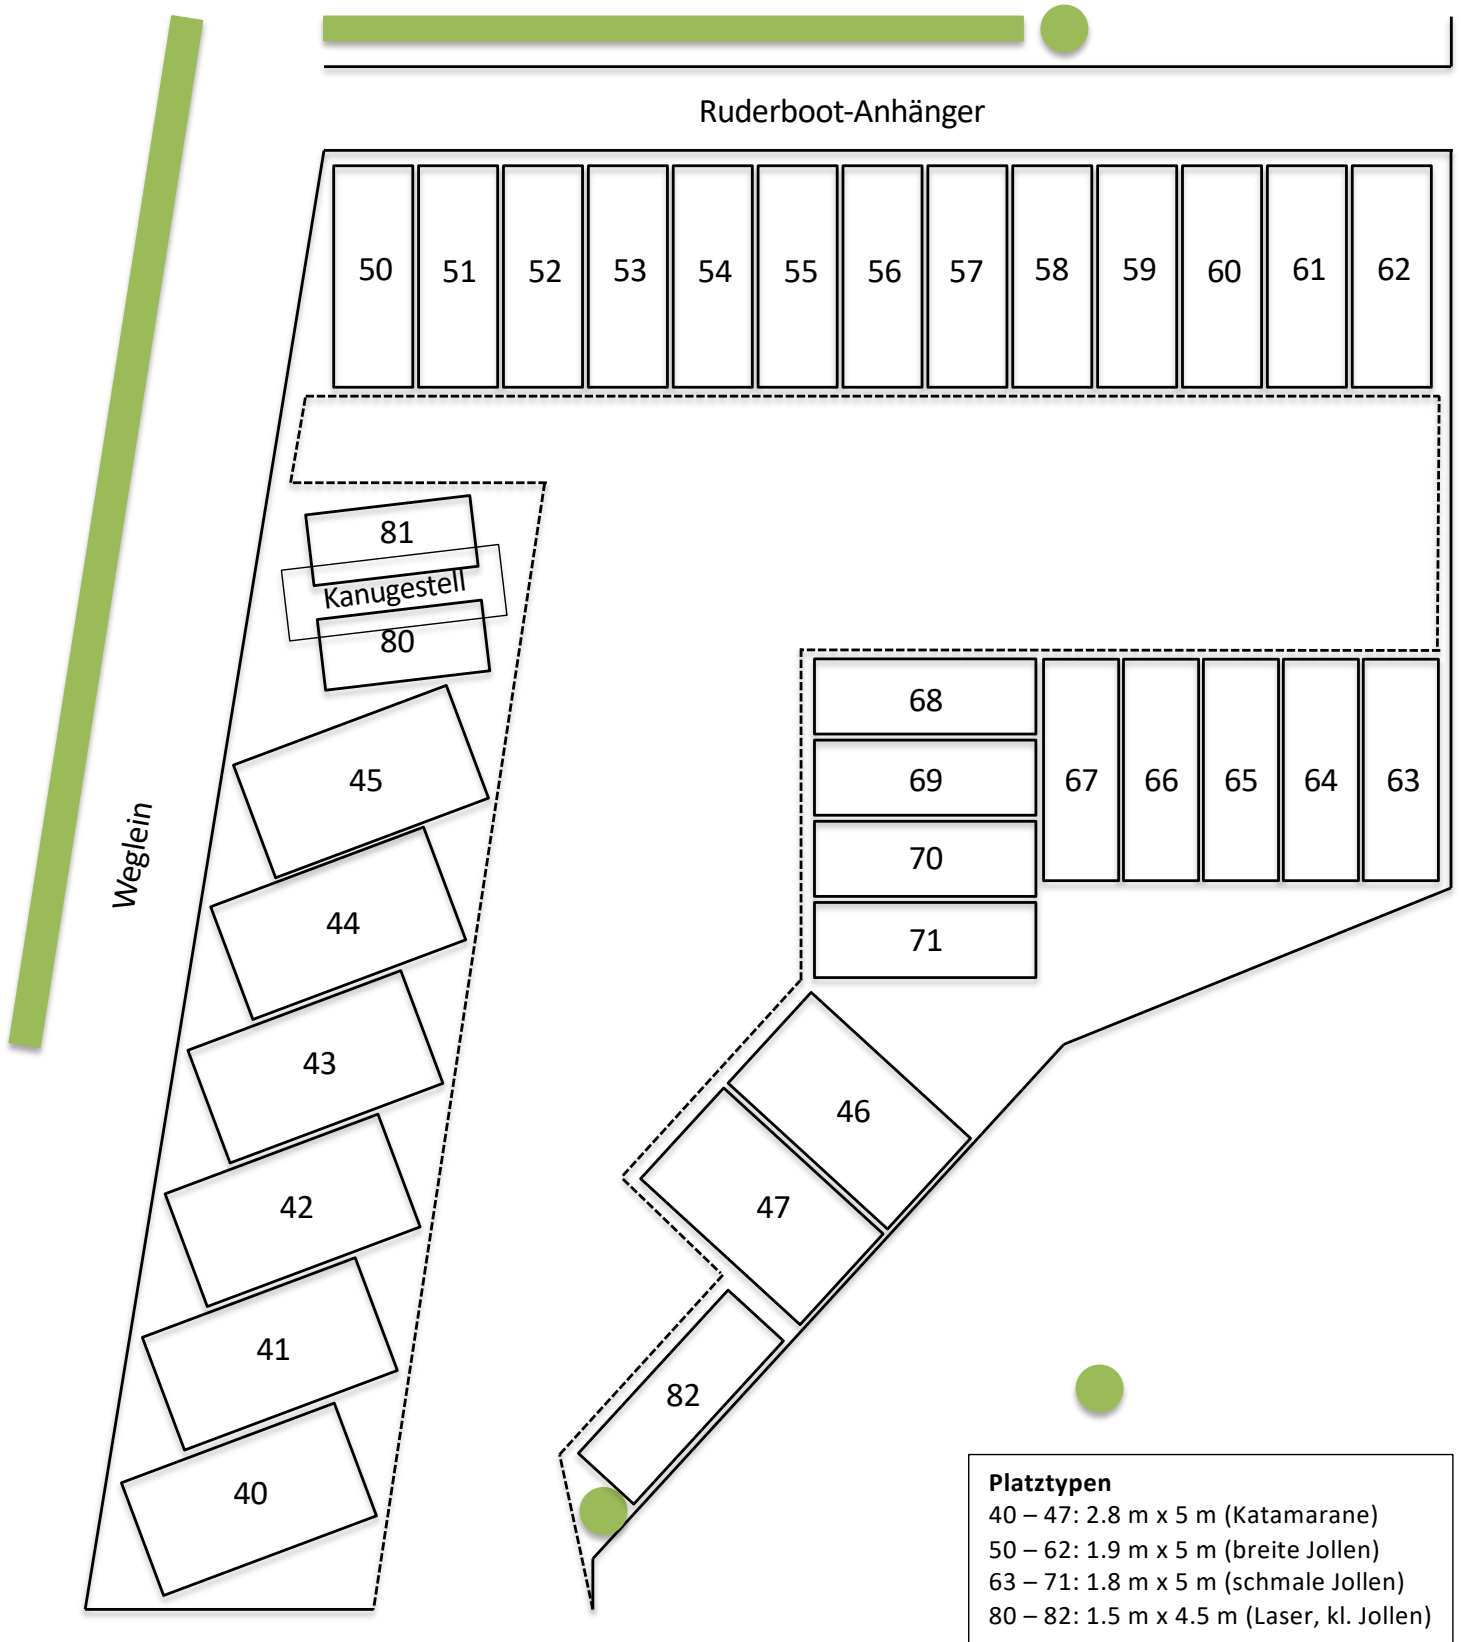 Ruderboot-Anhänger
50 51 52 53 54 55 56 57 58 59 60 61 62
81
Kanugestell
80
68
69
70
71
67 66 65 64 63
45
Weglein
44
43
42
41
40
46
47
82
Platztypen
40 – 47: 2.8 m x 5 m (Katamarane)
50 – 62: 1.9 m x 5 m (breite Jollen)
63 – 71: 1.8 m x 5 m (schmale Jollen)
80 – 82: 1.5 m x 4.5 m (Laser, kl. Jollen)